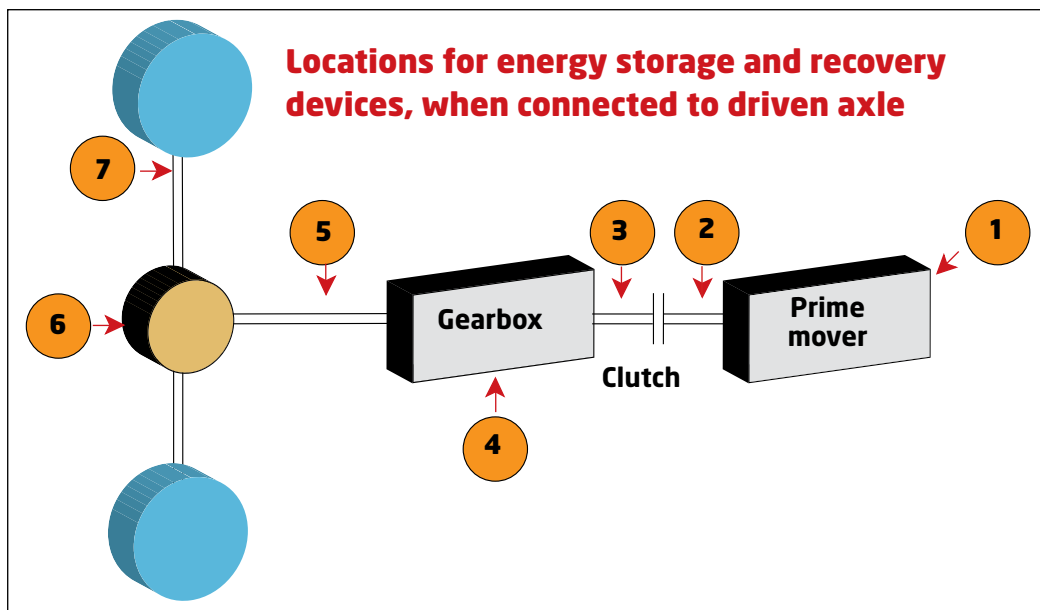 Locations for energy storage and recovery
devices, when connected to driven axle
7
5
3
2
1
6
Gearbox
Prime
mover
Clutch
4